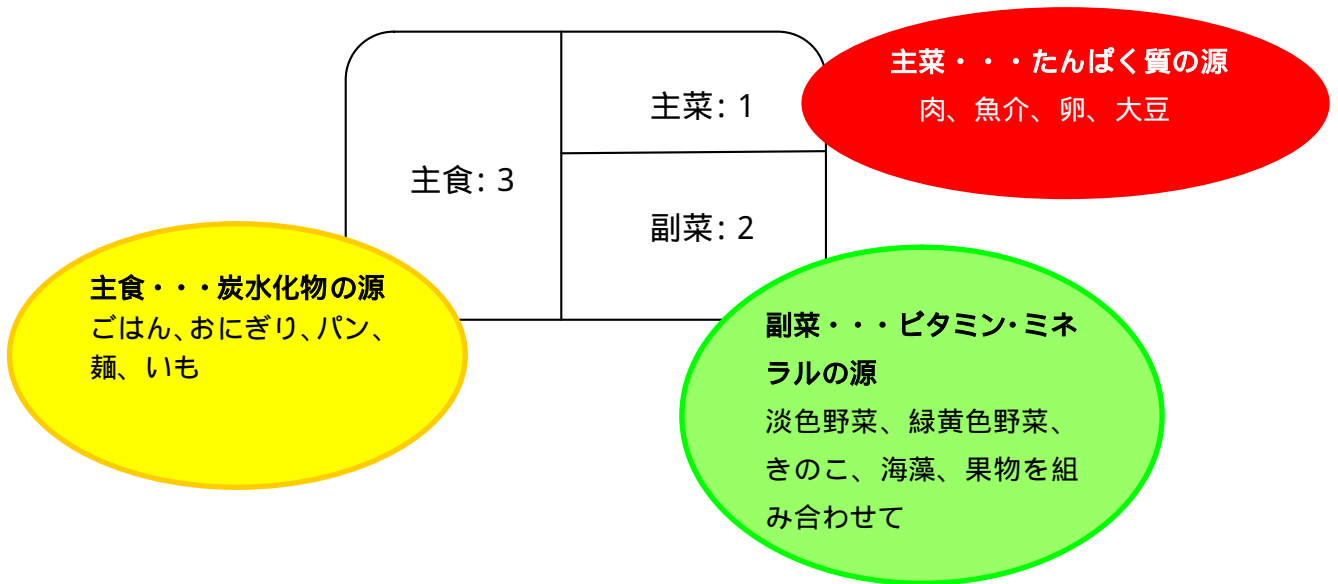 主菜・・・たんぱく質の源
肉、魚介、卵、大豆
主菜：1
主食：3
副菜：2
主食・・・炭水化物の源
ごはん、おにぎり、パン、
麺、いも
副菜・・・ビタミン・ミネ
ラルの源
淡色野菜、緑黄色野菜、
きのこ、海藻、果物を組
み合わせて